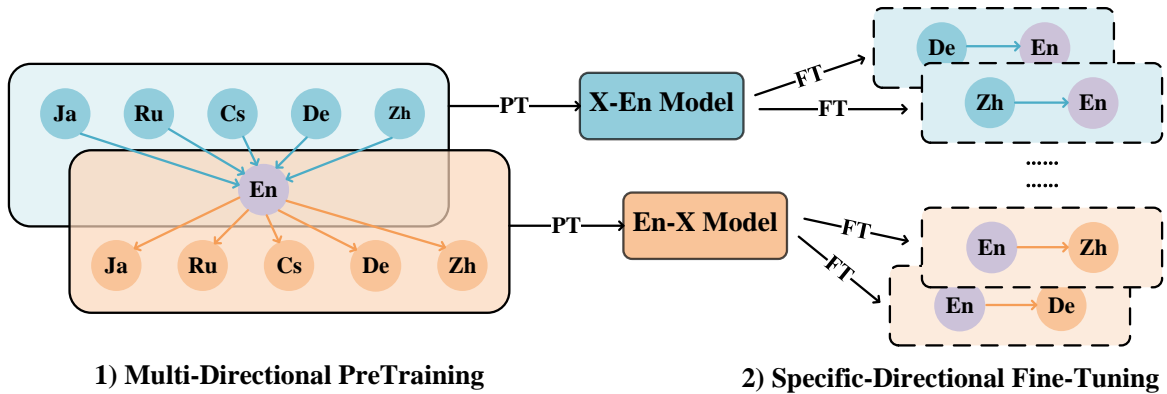 Ja Ru Cs De Zh
En
Ja Ru Cs De Zh
PT
PT
X-En Model
En-X Model
FT
FT
FT
FT
De En
Zh En
......
......
En Zh
En De
1) Multi-Directional PreTraining
2) Specific-Directional Fine-Tuning